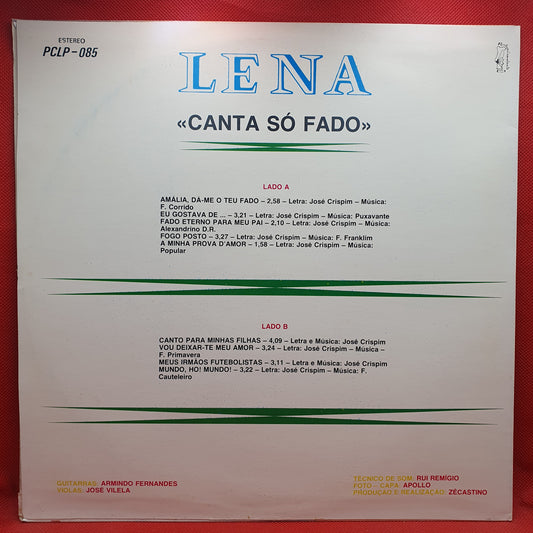 ESTEREO
PCLP – 085
LENA
«CANTA SÓ FADO»
LADO A
AMÁLIA, DÁ-ME O TEU FADO – 2,58 – Letra: José Crispim – Música:
F. Corrido
EU GOSTAVA DE ... – 3,21 – Letra: José Crispim – Música: Puxavante
FADO ETERNO PARA MEU PAI – 2,10 – Letra: José Crispim – Música:
Alexandrino D.R.
FOGO POSTO – 3,27 – Letra: José Crispim – Música: F. Franklim
A MINHA PROVA D'AMOR – 1,58 – Letra: José Crispim – Música:
Popular
LADO B
CANTO PARA MINHAS FILHAS – 4,09 – Letra e Música: José Crispim
VOU DEIXAR-TE MEU AMOR – 3,24 – Letra: José Crispim – Música –
F. Primavera
MEUS IRMÃOS FUTEBOLISTAS – 3,11 – Letra e Música: José Crispim
MUNDO, HO! MUNDO! – 3,22 – Letra: José Crispim – Música: F.
Cauteleiro
GUITARRAS: ARMINDO FERNANDES
VIOLAS: JOSÉ VILELA
TÉCNICO DE SOM: RUI REMÍGIO
FOTO – CAPA: APOLLO
PRODUÇÃO E REALIZAÇÃO: ZÉCASTINO